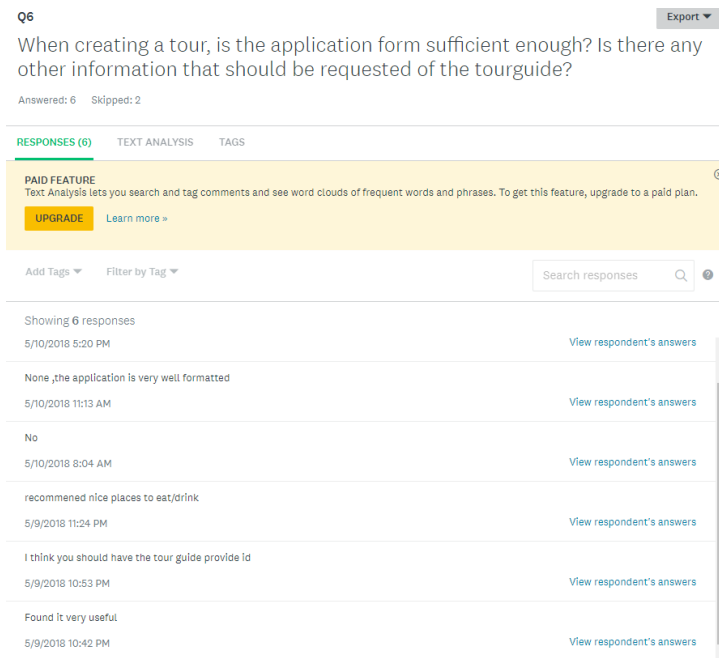 Q6
Export
When creating a tour, is the application form sufficient enough? Is there any
other information that should be requested of the tourguide?
Answered: 6 Skipped: 2
RESPONSES (6) TEXT ANALYSIS TAGS
PAID FEATURE
Text Analysis lets you search and tag comments and see word clouds of frequent words and phrases. To get this feature, upgrade to a paid plan.
UPGRADE Learn more »
Add Tags Filter by Tag Search responses ?
Showing 6 responses
5/10/2018 5:20 PM View respondent's answers
None ,the application is very well formatted
5/10/2018 11:13 AM View respondent's answers
No
5/10/2018 8:04 AM View respondent's answers
recommened nice places to eat/drink
5/9/2018 11:24 PM View respondent's answers
I think you should have the tour guide provide id
5/9/2018 10:53 PM View respondent's answers
Found it very useful
5/9/2018 10:42 PM View respondent's answers